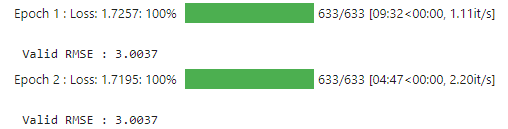 Epoch 1 : Loss: 1.7257: 100% 633/633 [09:32<00:00, 1.11it/s]
Valid RMSE : 3.0037
Epoch 2 : Loss: 1.7195: 100% 633/633 [04:47<00:00, 2.20it/s]
Valid RMSE : 3.0037